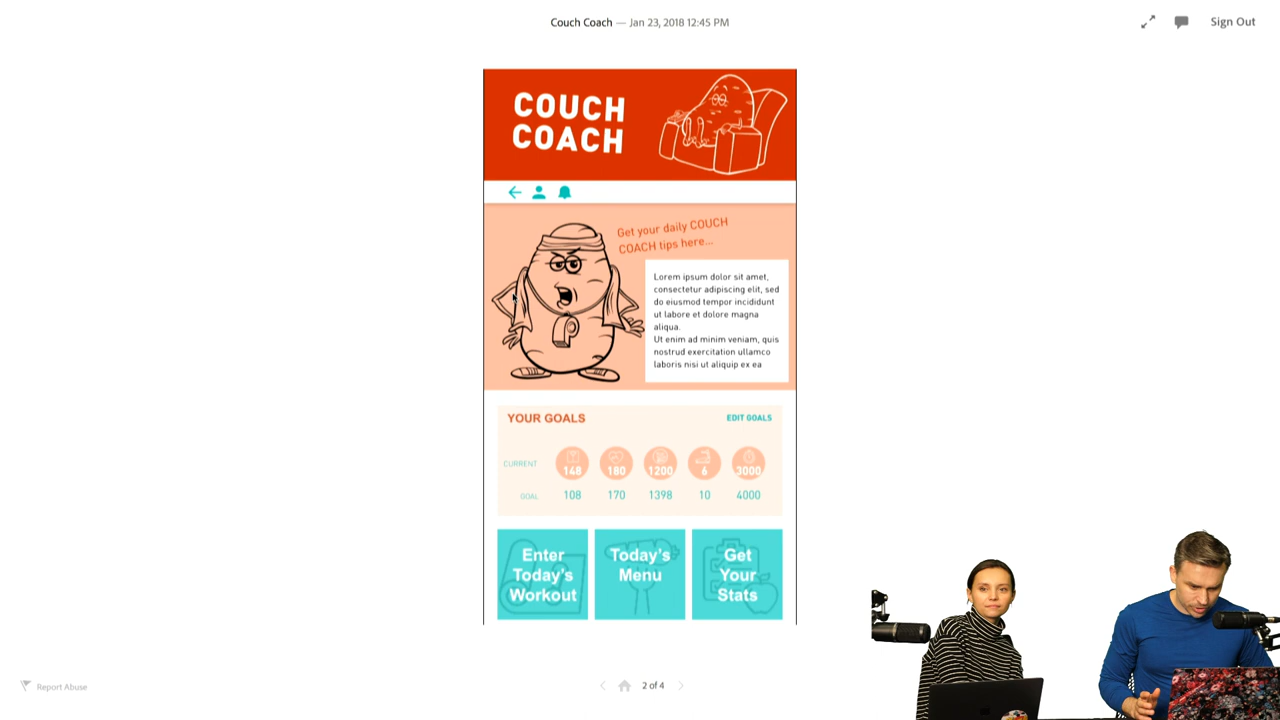 Couch Coach — Jan 23, 2018 12:45 PM
Sign Out
COUCH
COACH
Get your daily COUCH
COACH tips here...
Lorem ipsum dolor sit amet,
consectetur adipiscing elit, sed
do eiusmod tempor incididunt
ut labore et dolore magna
aliqua.
Ut enim ad minim veniam, quis
nostrud exercitation ullamco
laboris nisi ut aliquip ex ea
YOUR GOALS
EDIT GOALS
CURRENT
148 180 1200 6 3000
GOAL
108 170 1398 10 4000
Enter
Today's
Workout
Today's
Menu
Get
Your
Stats
Report Abuse
2 of 4